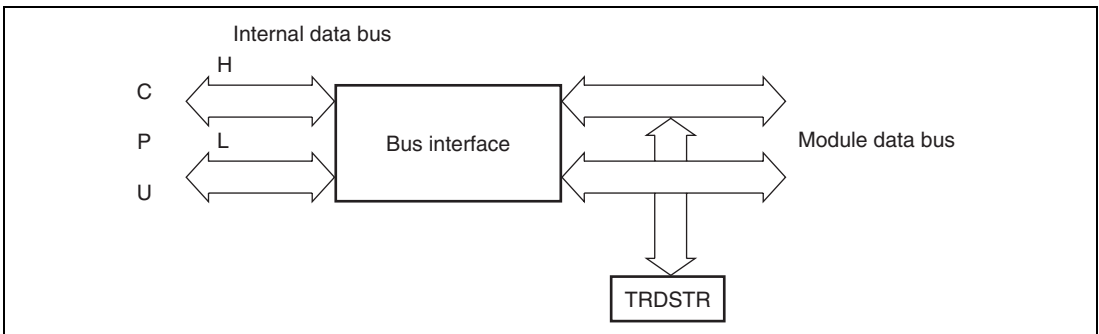 Internal data bus
H
C
P
L
U
Bus interface
Module data bus
TRDSTR